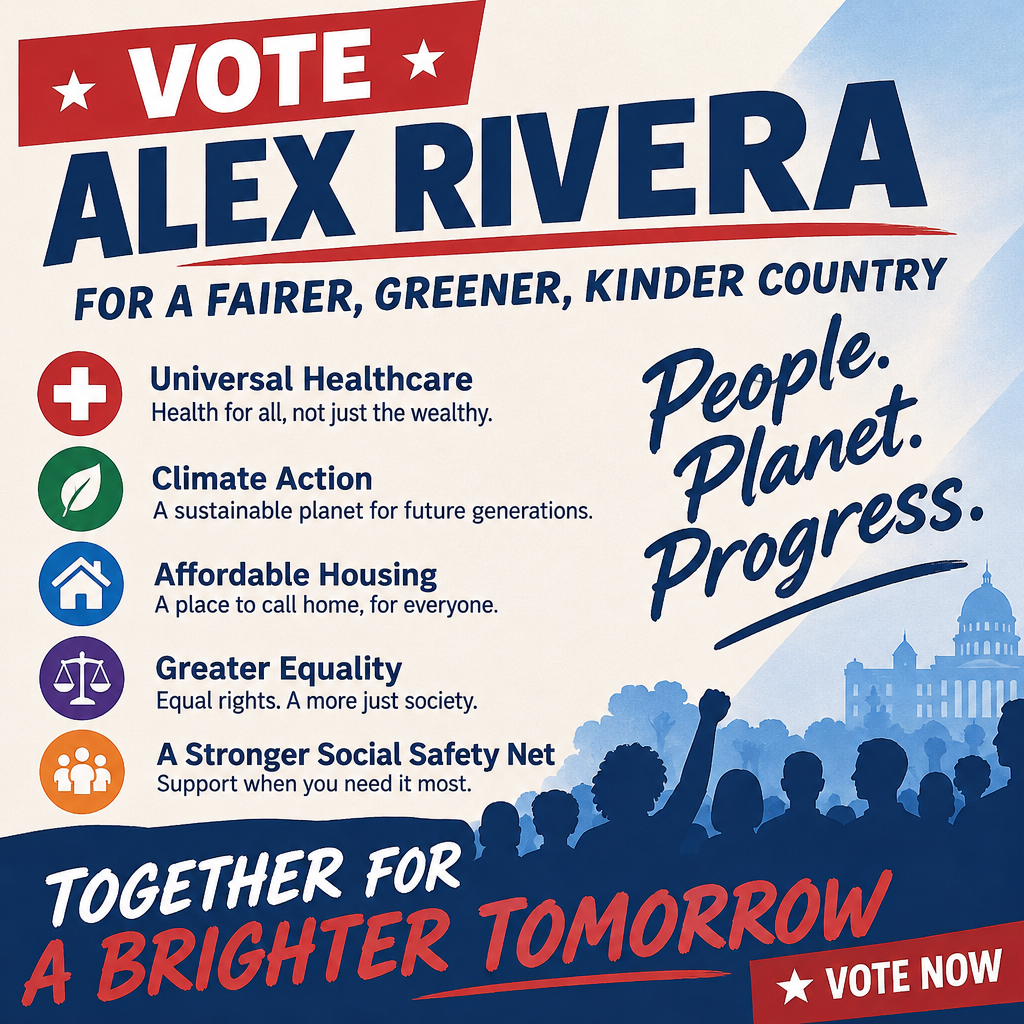 VOTE
ALEX RIVERA
FOR A FAIRER, GREENER, KINDER COUNTRY
Universal Healthcare
Health for all, not just the wealthy.
Climate Action
A sustainable planet for future generations.
Affordable Housing
A place to call home, for everyone.
Greater Equality
Equal rights. A more just society.
A Stronger Social Safety Net
Support when you need it most.
People.
Planet.
Progress.
TOGETHER FOR
A BRIGHTER TOMORROW
VOTE NOW